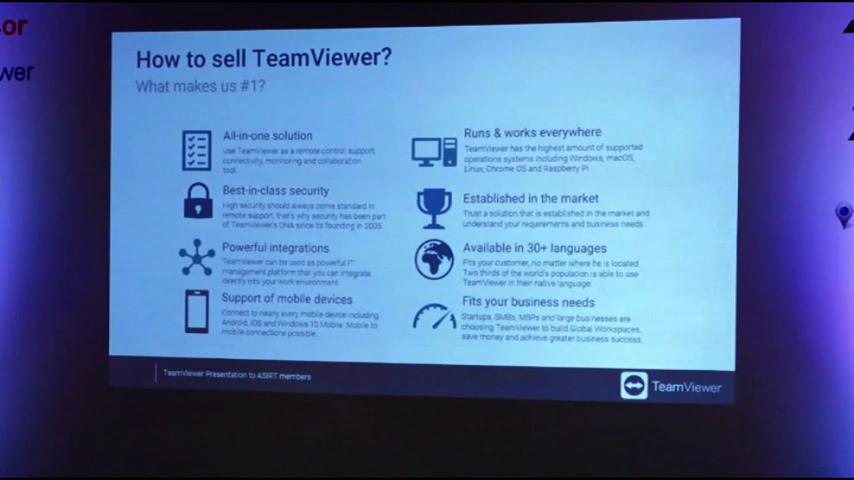 or
wer
How to sell TeamViewer?
What makes us #1?
All-in-one solution
Use TeamViewer as a remote control, support,
connectivity, monitoring and collaboration
tool.
Best-in-class security
High security should always come standard in
remote support, that's why security has been part
of TeamViewer's DNA since its founding in 2005.
Powerful integrations
TeamViewer can be used as powerful IT
management platform that you can integrate
directly into your work environment.
Support of mobile devices
Connect to nearly every mobile device including
Android, iOS and Windows 10 Mobile. Mobile to
mobile connections possible.
Runs & works everywhere
TeamViewer has the highest amount of supported
operating systems including Windows, macOS,
Linux, Chrome OS and Raspberry Pi
Established in the market
Trust a solution that is established in the market and
understand your requirements and business needs.
Available in 30+ languages
Fits your customer, no matter where he is located.
Two thirds of the world's population is able to use
TeamViewer in their native language.
Fits your business needs
Startups, SMBs, MSPs and large businesses are
choosing TeamViewer to build Global Workspaces,
save money and achieve greater business success.
TeamViewer Presentation to ASIRT members
TeamViewer